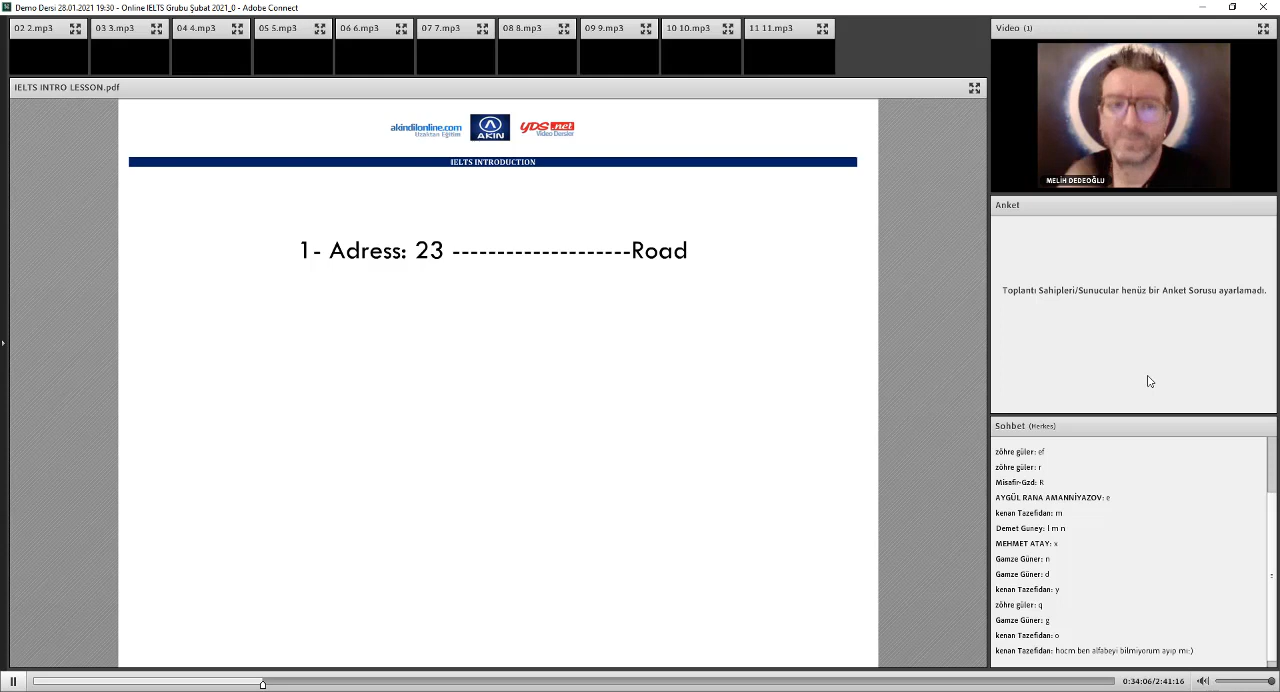 Demo Dersi 28.01.2021 19:30 - Online IELTS Grubu Şubat 2021_0 - Adobe Connect
02 2.mp3
03 3.mp3
04 4.mp3
05 5.mp3
06 6.mp3
07 7.mp3
08 8.mp3
09 9.mp3
10 10.mp3
11 11.mp3
IELTS INTRO LESSON.pdf
akindilonline.com
Uzaktan Eğitim
AKIN
YDS.net
Video Dersler
IELTS INTRODUCTION
1- Adress: 23 --------------------Road
Video (1)
MELİH DEDEOĞLU
Anket
Toplantı Sahipleri/Sunucular henüz bir Anket Sorusu ayarlamadı.
Sohbet (Herkes)
zöhre güler: ef
zöhre güler: r
Misafir-Gzd: R
AYGÜL RANA AMANNİYAZOV: e
kenan Tazefidan: m
Demet Guney: l m n
MEHMET ATAY: x
Gamze Güner: n
Gamze Güner: d
kenan Tazefidan: y
zöhre güler: q
Gamze Güner: g
kenan Tazefidan: o
kenan Tazefidan: hocm ben alfabeyi bilmiyorum ayıp mı:)
0:34:06/2:41:16